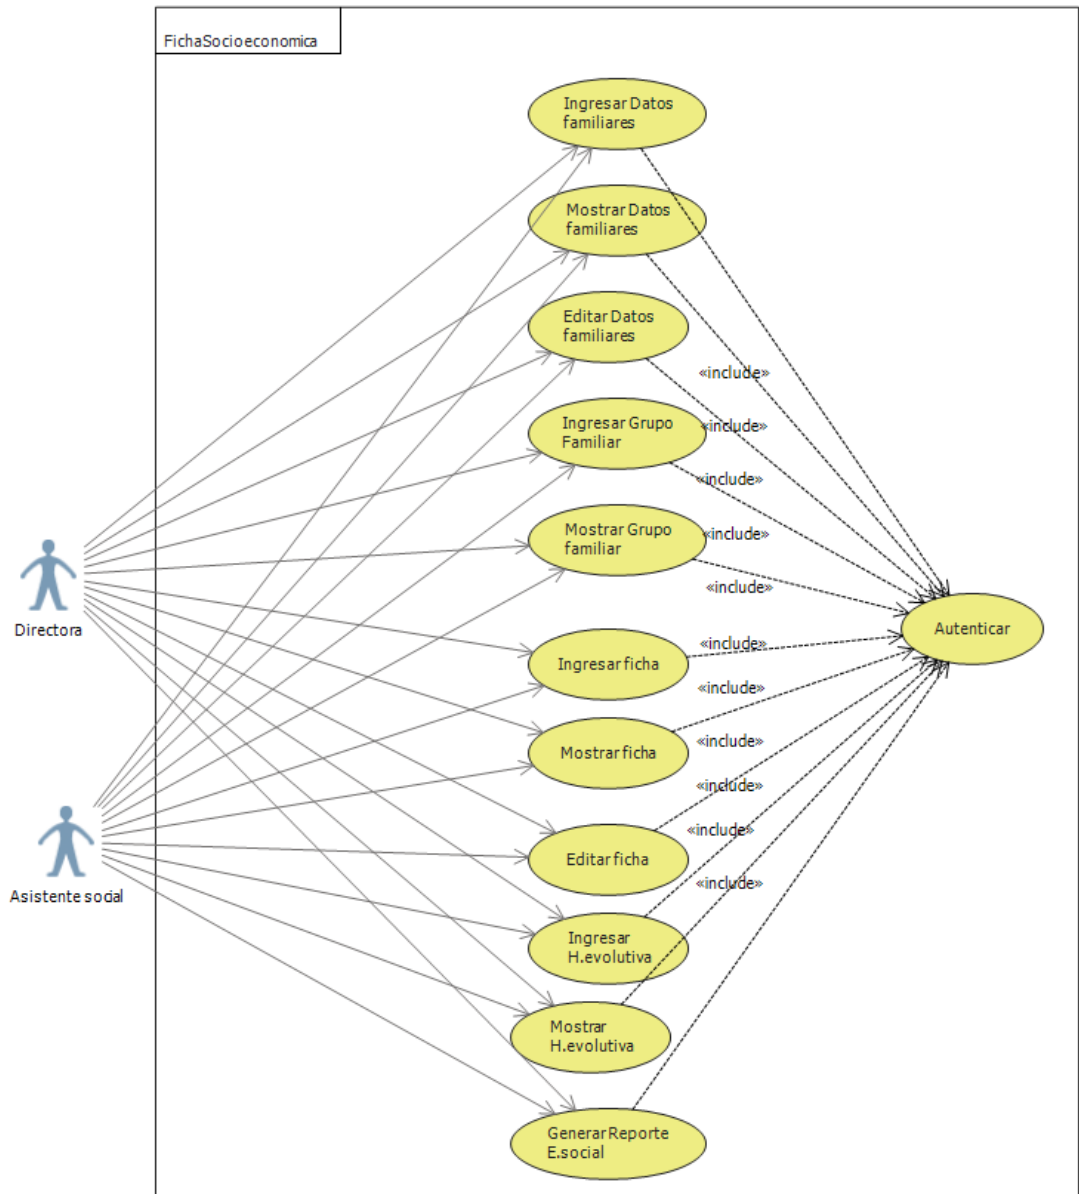 FichaSocioeconomica
Ingresar Datos
familiares
Mostrar Datos
familiares
Editar Datos
familiares
«include»
Ingresar Grupo
Familiar
«include»
«include»
Mostrar Grupo
familiar
«include»
«include»
Directora
Autenticar
Ingresar ficha
«include»
«include»
Mostrar ficha
«include»
«include»
Asistente social
Editar ficha
«include»
«include»
Ingresar
H.evolutiva
Mostrar
H.evolutiva
Generar Reporte
E.social